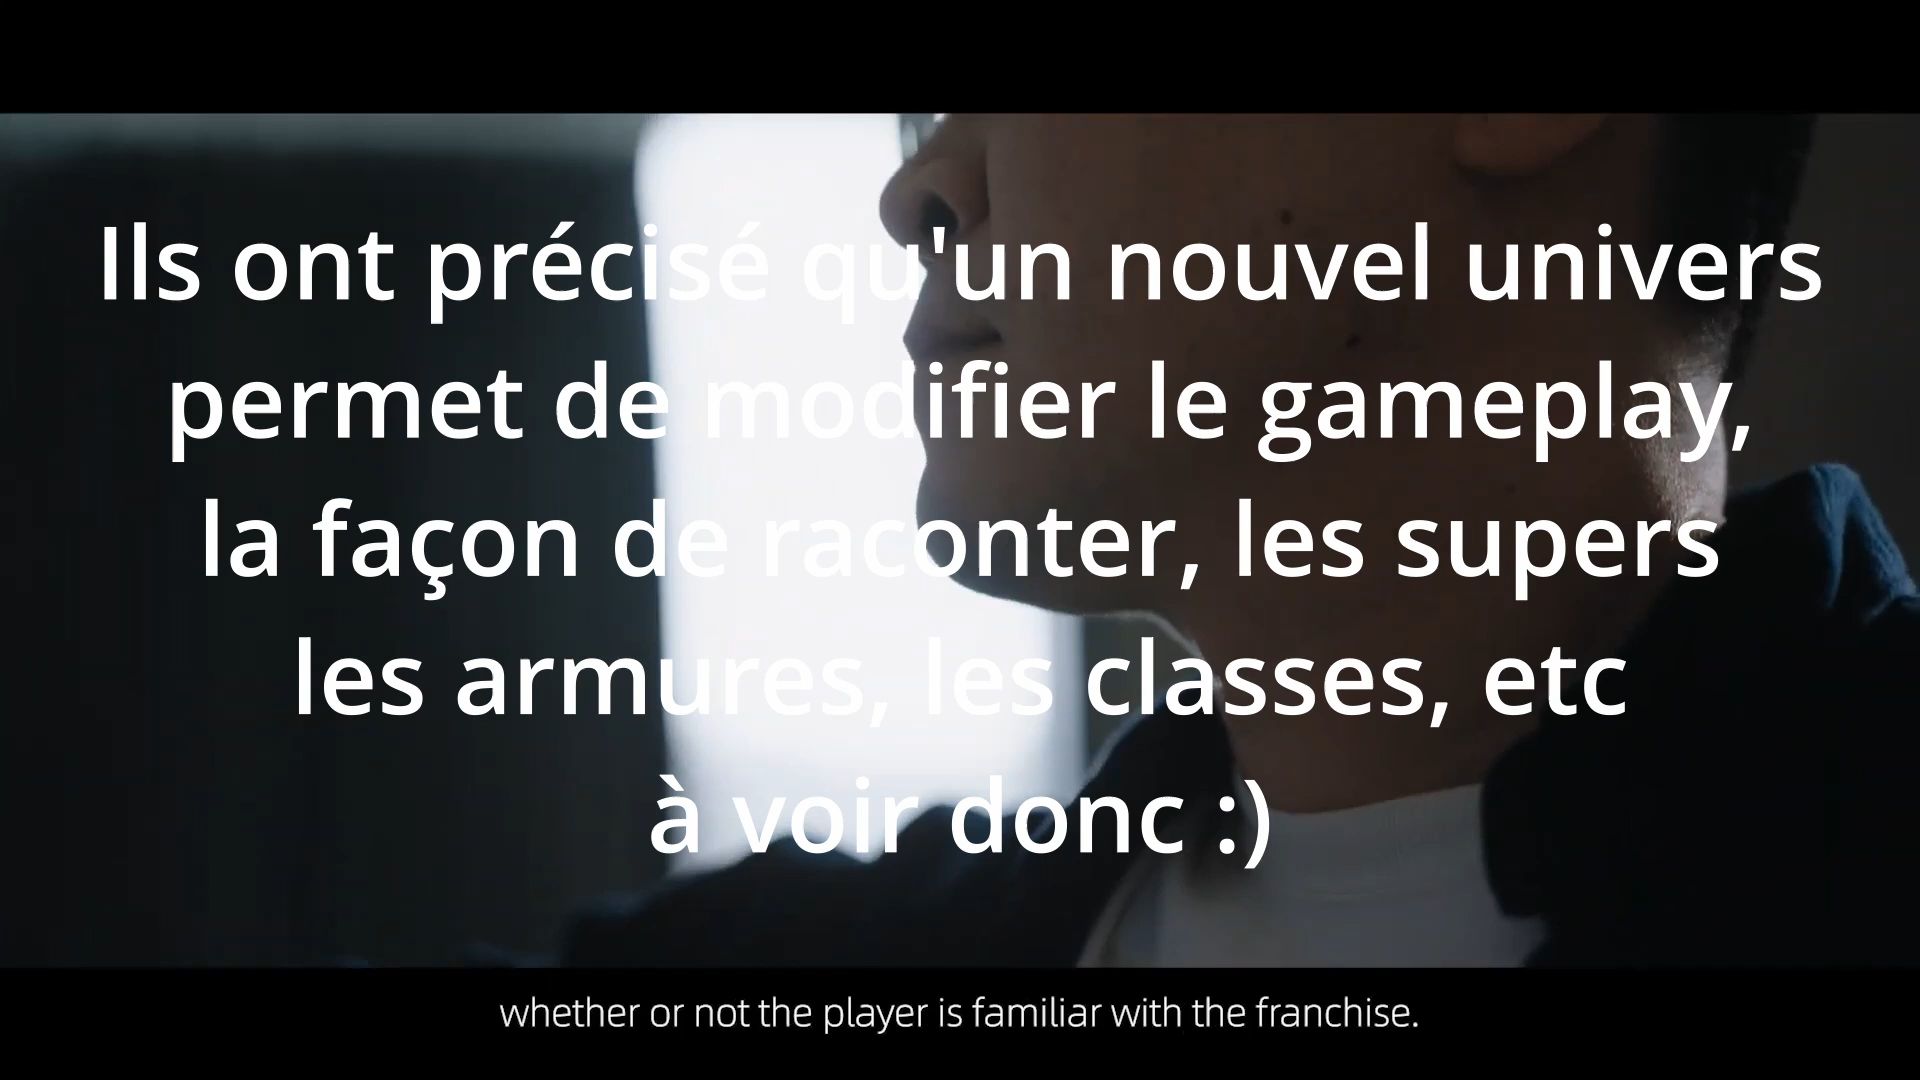 Ils ont précisé qu'un nouvel univers
permet de modifier le gameplay,
la façon de raconter, les supers
les armures, les classes, etc
à voir donc :)
whether or not the player is familiar with the franchise.